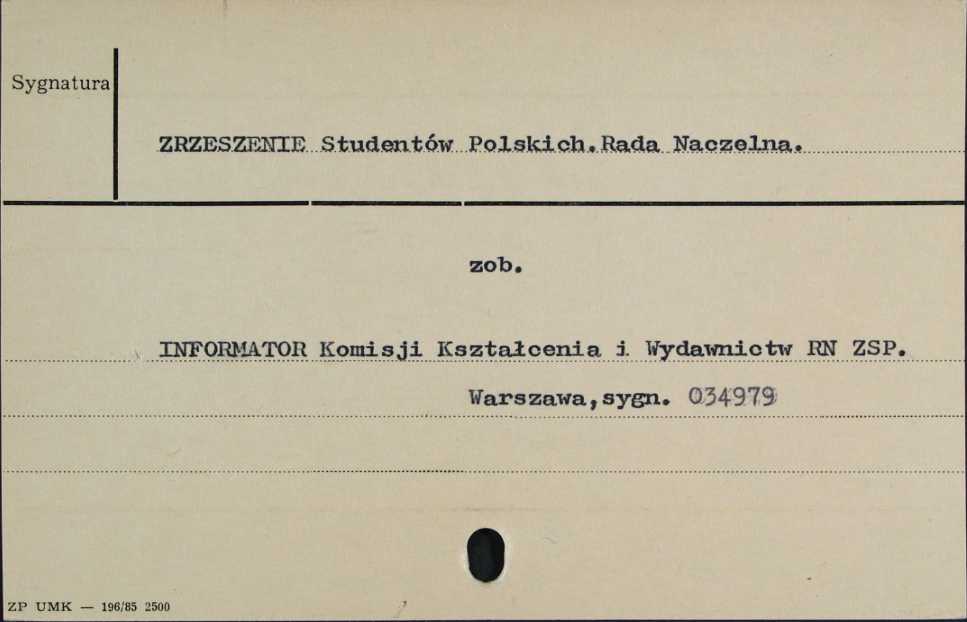 Sygnatura
ZRZESZENIE Studentów Polskich.Rada Naczelna.
zob.
INFORMATOR Komisji Kształcenia i Wydawnictw RN ZSP.
Warszawa,sygn. 034979
ZP UMK — 196/85 2500